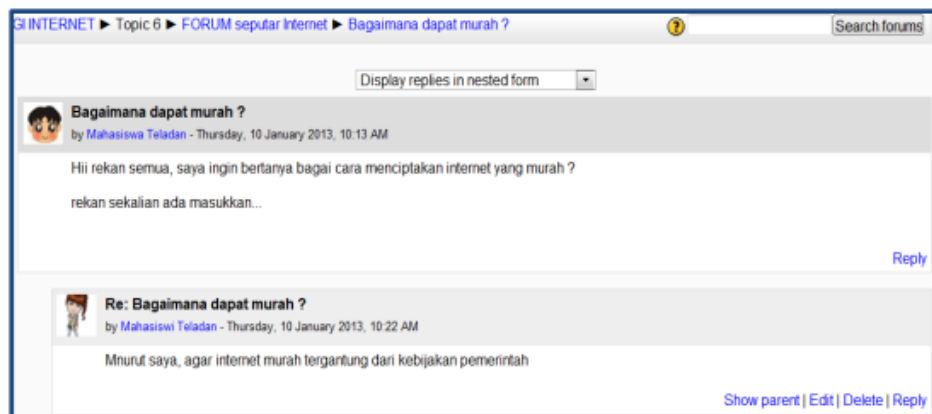 GI INTERNET ► Topic 6 ► FORUM seputar Internet ► Bagaimana dapat murah ? Search forums
Display replies in nested form
Bagaimana dapat murah ?
by Mahasiswa Teladan - Thursday, 10 January 2013, 10:13 AM
Hii rekan semua, saya ingin bertanya bagai cara menciptakan internet yang murah ?
rekan sekalian ada masukkan...
Reply
Re: Bagaimana dapat murah ?
by Mahasiswi Teladan - Thursday, 10 January 2013, 10:22 AM
Mnurut saya, agar internet murah tergantung dari kebijakan pemerintah
Show parent | Edit | Delete | Reply